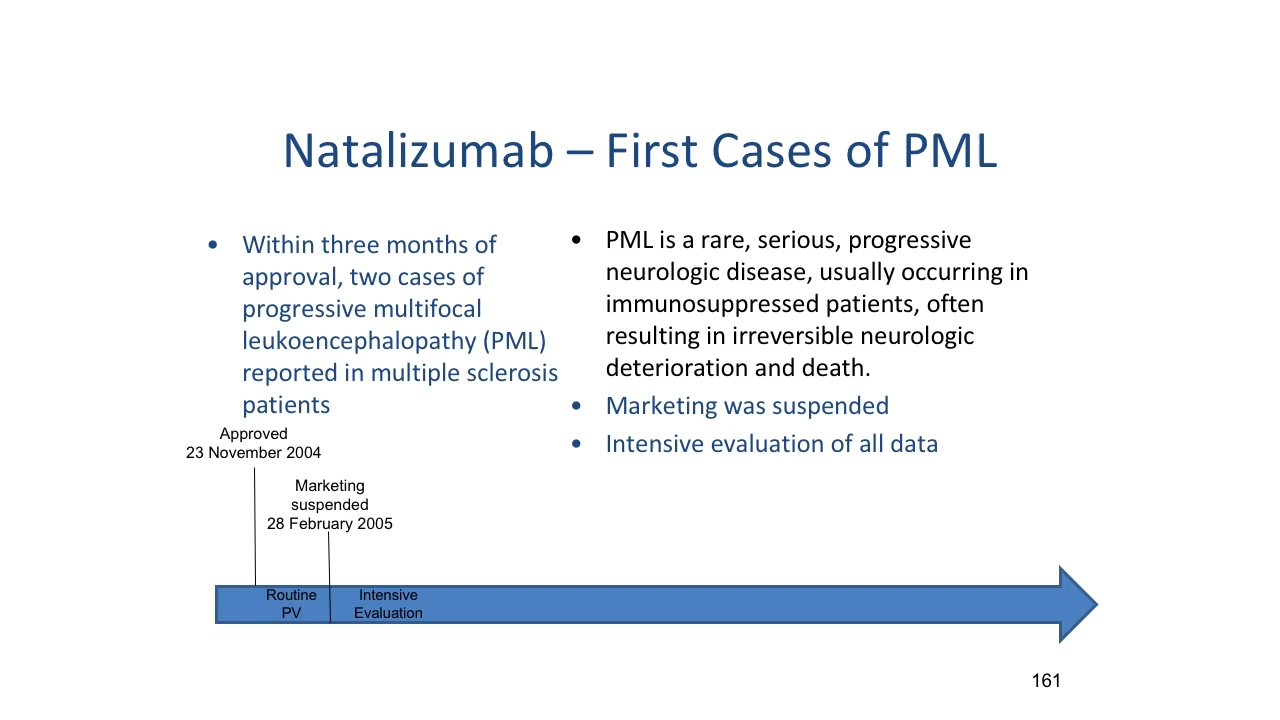 Natalizumab – First Cases of PML
• Within three months of
approval, two cases of
progressive multifocal
leukoencephalopathy (PML)
reported in multiple sclerosis
patients
• PML is a rare, serious, progressive
neurologic disease, usually occurring in
immunosuppressed patients, often
resulting in irreversible neurologic
deterioration and death.
• Marketing was suspended
• Intensive evaluation of all data
Approved
23 November 2004
Marketing
suspended
28 February 2005
Routine
PV
Intensive
Evaluation
161